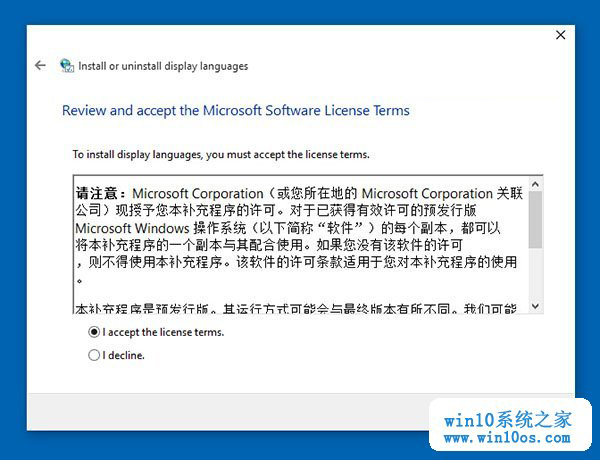 Install or uninstall display languages
Review and accept the Microsoft Software License Terms
To install display languages, you must accept the license terms.
请注意：Microsoft Corporation（或您所在地的 Microsoft Corporation 关联
公司）现授予您本补充程序的许可。对于已获得有效许可的预发行版
Microsoft Windows 操作系统（以下简称“软件”）的每个副本，都可以
将本补充程序的一个副本与其配合使用。如果您没有该软件的许可
，则不得使用本补充程序。该软件的许可条款适用于您对本补充程序的使用
。
本补充程序是预发行版。其运行方式可能会与最终版本有所不同。我们可能
I accept the license terms.
I decline.
win10系统之家
www.win10os.com